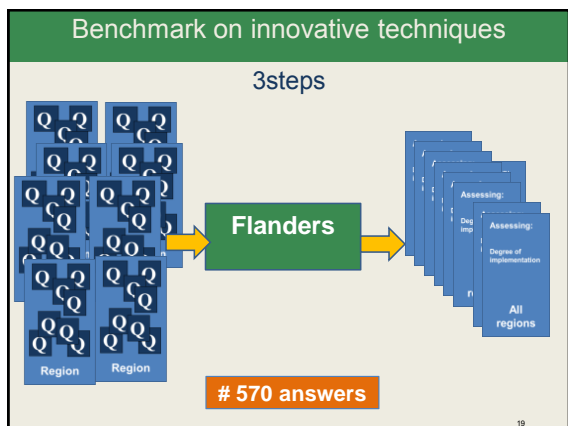 Benchmark on innovative techniques
3steps
Q Q
Q
Q Q
Q
Q Q
Q
Q Q
Q
Q Q
Q
Q Q
Q
Q Q
Q Q
Q Q
Q Q
Q Q
Q
Q Q
Q
Q Q
Q Q
Q Q
Q Q
Region
Region
Flanders
# 570 answers
Assessing:
Degree of
implementation
All
regions
19